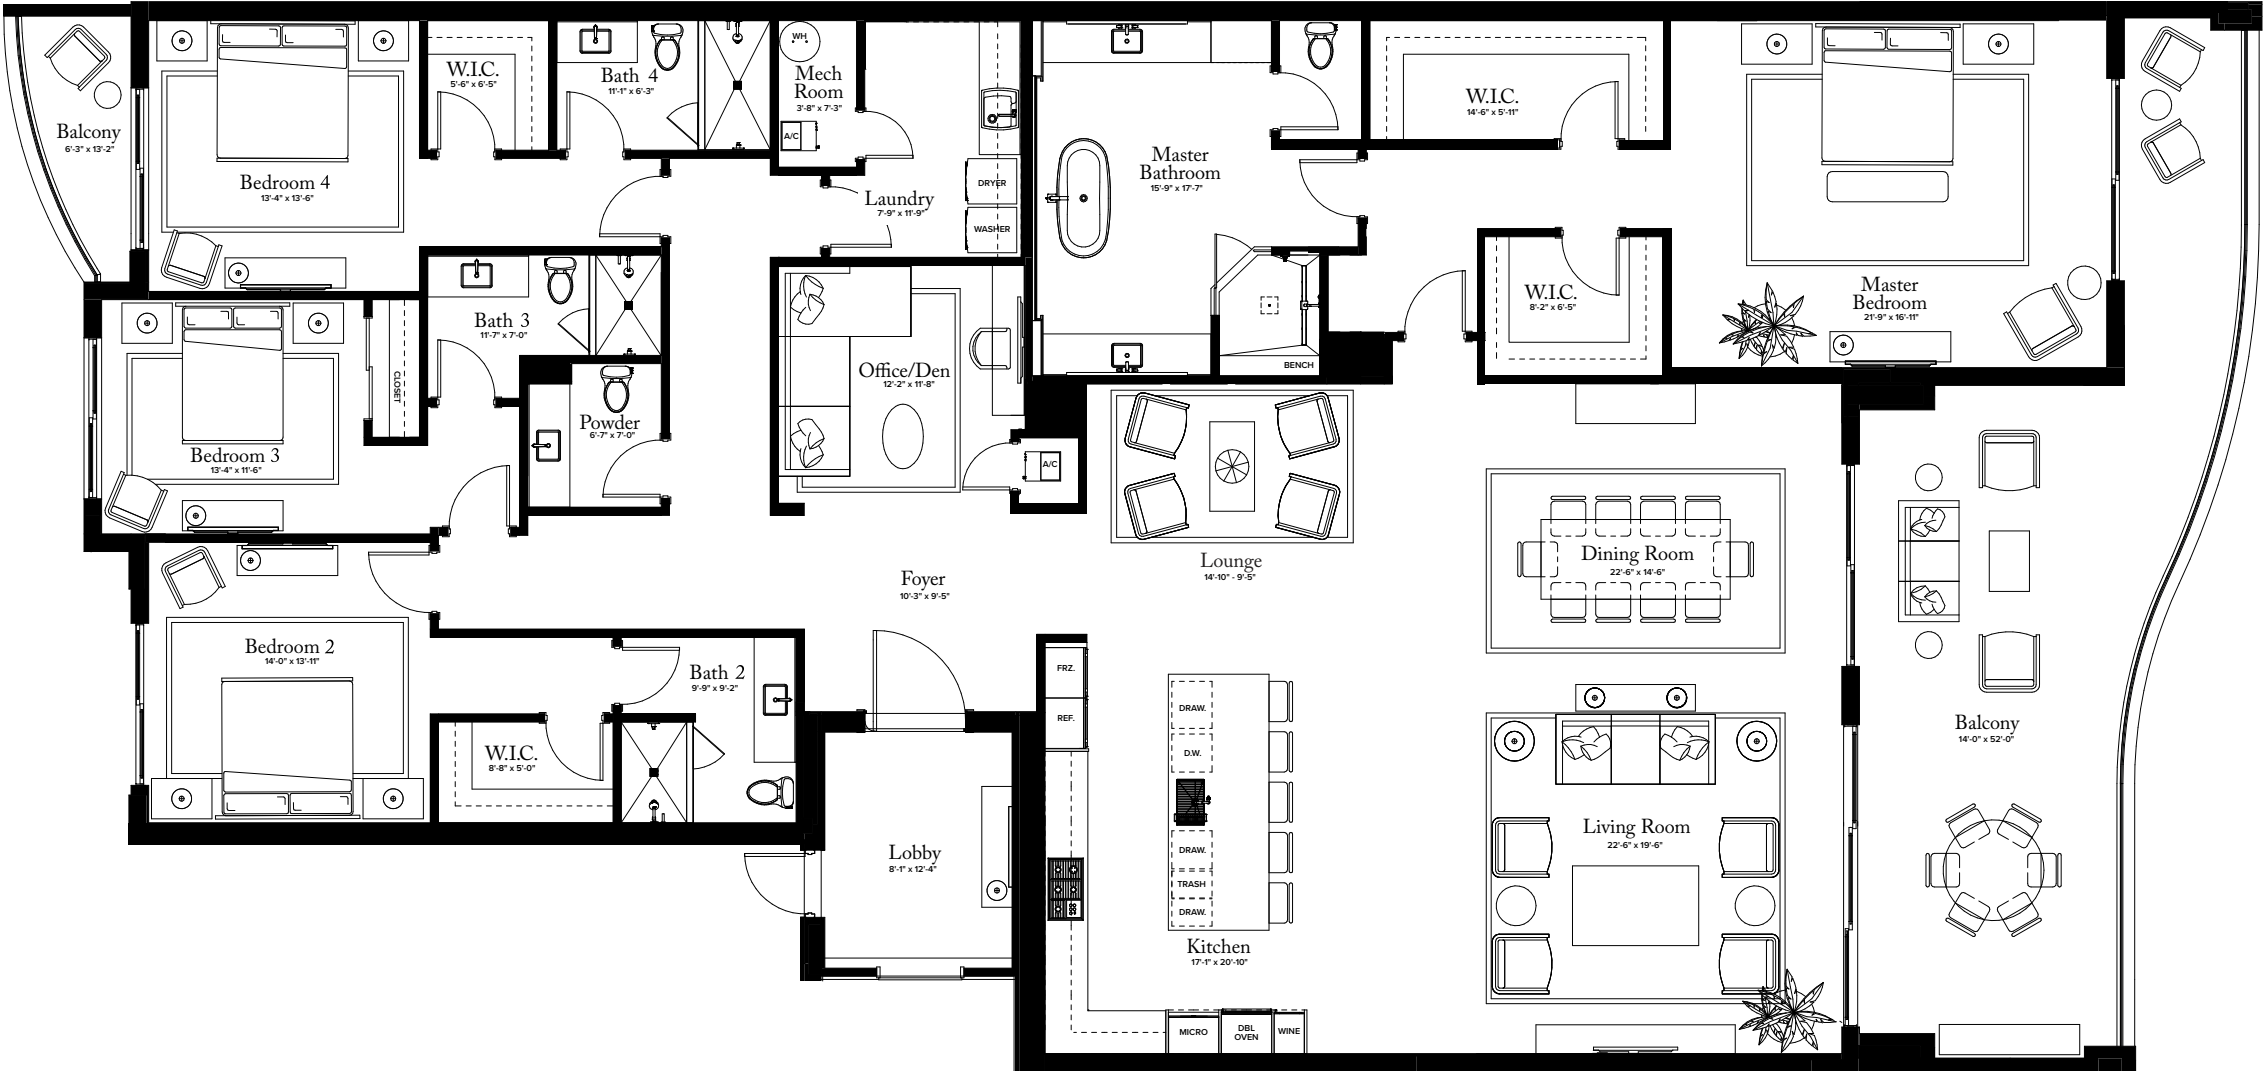 Balcony
6'-3" x 13'-2"
Bedroom 4
13'-4" x 13'-6"
W.I.C.
5'-6" x 6'-5"
Bath 4
11'-1" x 6'-3"
WH
Mech
Room
3'-8" x 7'-3"
A/C
Laundry
7'-9" x 11'-9"
DRYER
WASHER
Master
Bathroom
15'-9" x 17'-7"
BENCH
W.I.C.
14'-6" x 5'-11"
W.I.C.
8'-2" x 6'-5"
Master
Bedroom
21'-9" x 16'-11"
Bedroom 3
13'-4" x 11'-6"
CLOSET
Bath 3
11'-7" x 7'-0"
Powder
6'-7" x 7'-0"
Office/Den
12'-2" x 11'-8"
A/C
Lounge
14'-10" - 9'-5"
Dining Room
22'-6" x 14'-6"
Foyer
10'-3" x 9'-5"
Bedroom 2
14'-0" x 13'-11"
Bath 2
9'-9" x 9'-2"
W.I.C.
8'-8" x 5'-0"
Lobby
8'-1" x 12'-4"
FRZ.
REF.
DRAW.
D.W.
DRAW.
TRASH
DRAW.
Kitchen
17'-1" x 20'-10"
MICRO
DBL
OVEN
WINE
Living Room
22'-6" x 19'-6"
Balcony
14'-0" x 52'-0"